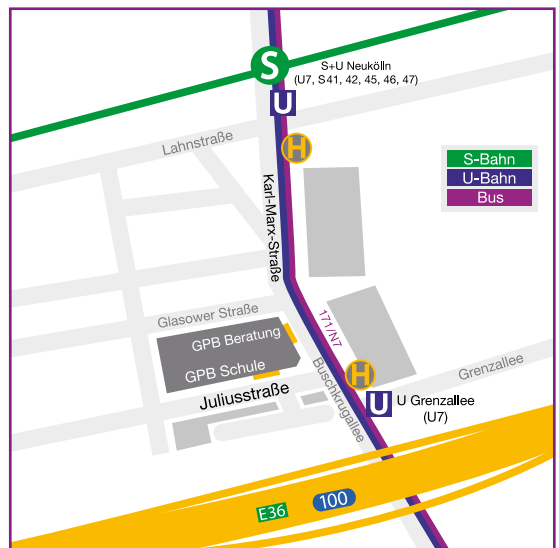 S
S+U Neukölln
(U7, S41, 42, 45, 46, 47)
U
Lahnstraße
H
S-Bahn
U-Bahn
Bus
Karl-Marx-Straße
Glasower Straße
171/N7
GPB Beratung
GPB Schule
Buschkrugallee
H
Grenzallee
Juliusstraße
U
U Grenzallee
(U7)
E36
100